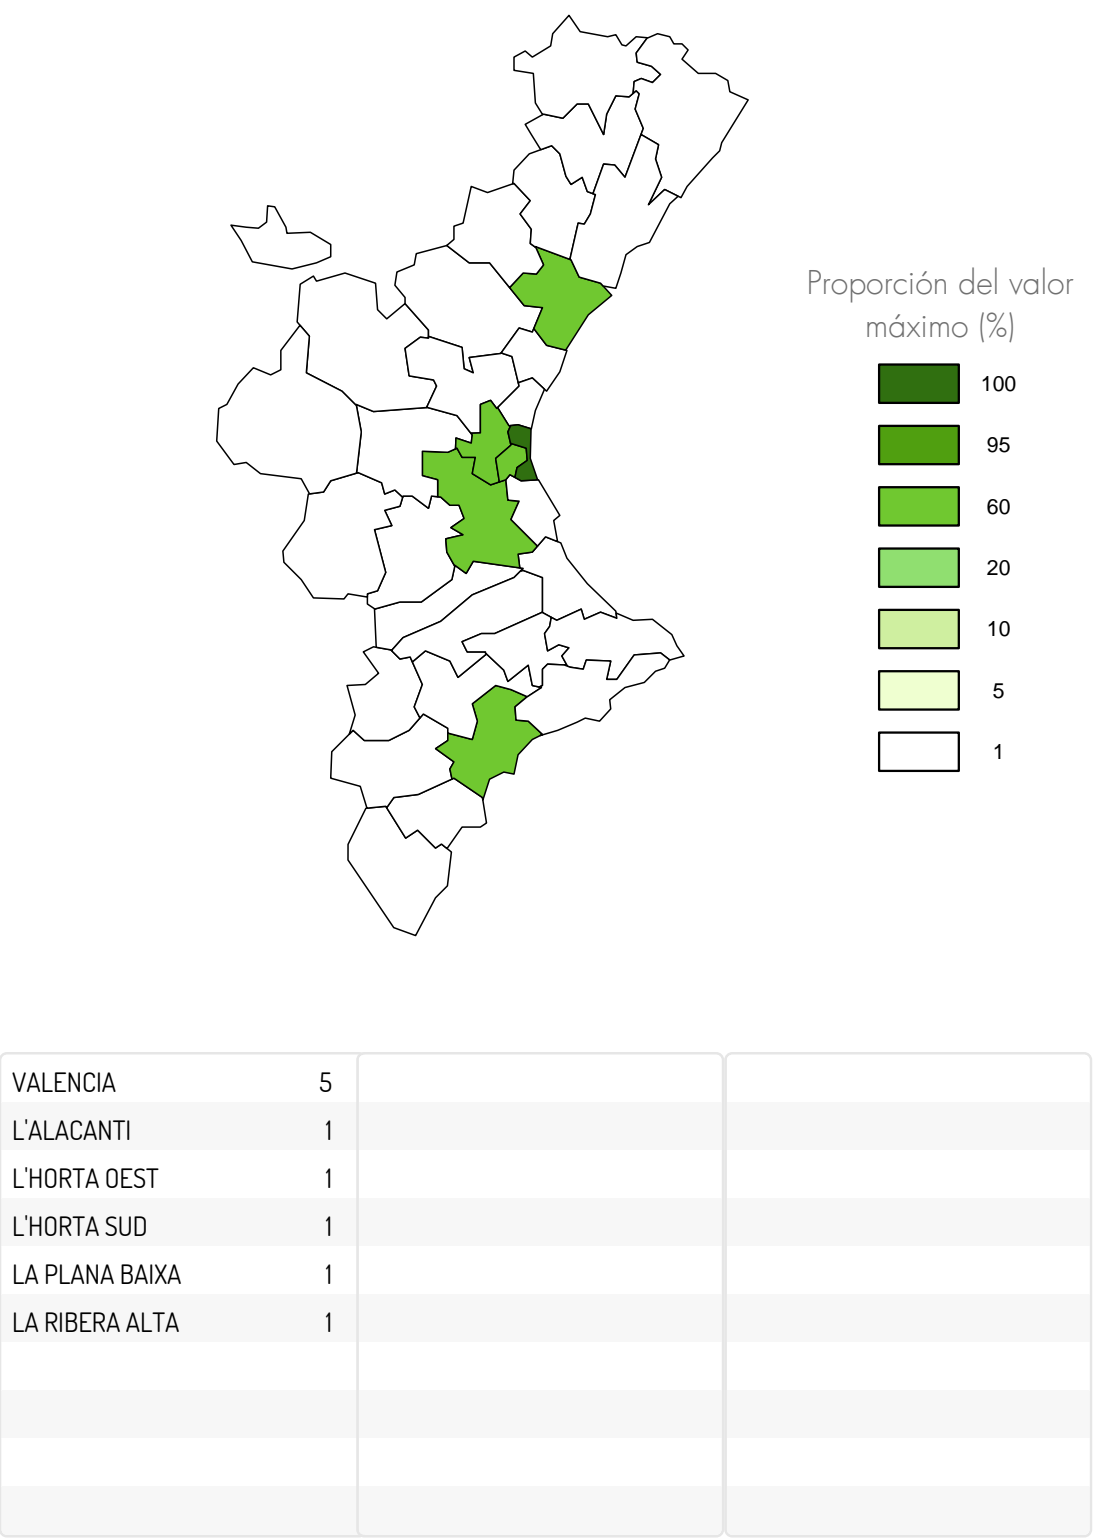 Proporción del valor
máximo (%)
100
95
60
20
10
5
1
VALENCIA 5
L'ALACANTI 1
L'HORTA OEST 1
L'HORTA SUD 1
LA PLANA BAIXA 1
LA RIBERA ALTA 1